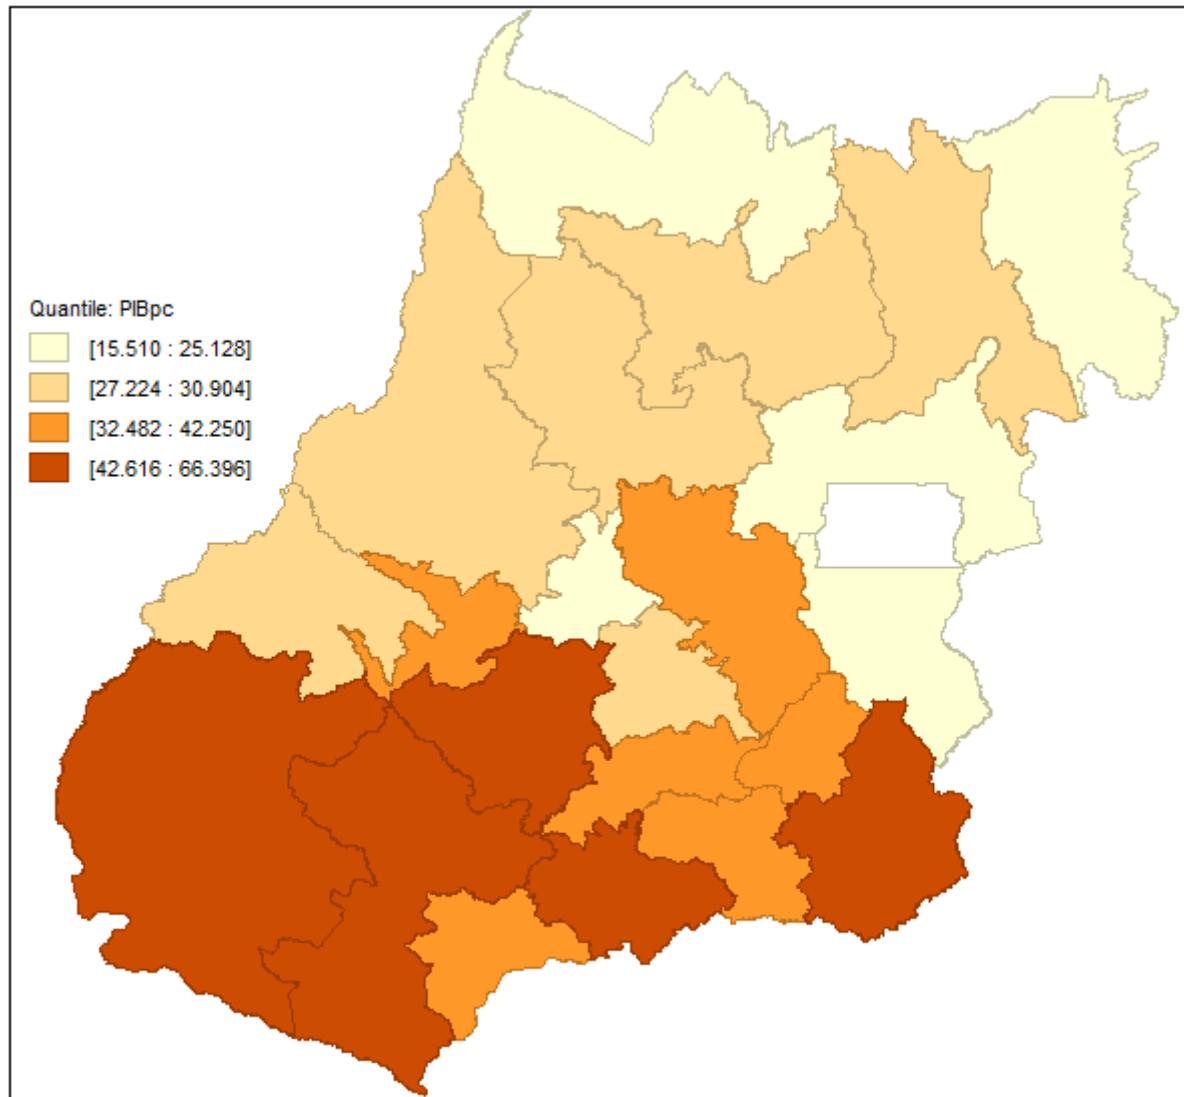 Quantile: PIBpc
[15.510 : 25.128]
[27.224 : 30.904]
[32.482 : 42.250]
[42.616 : 66.396]